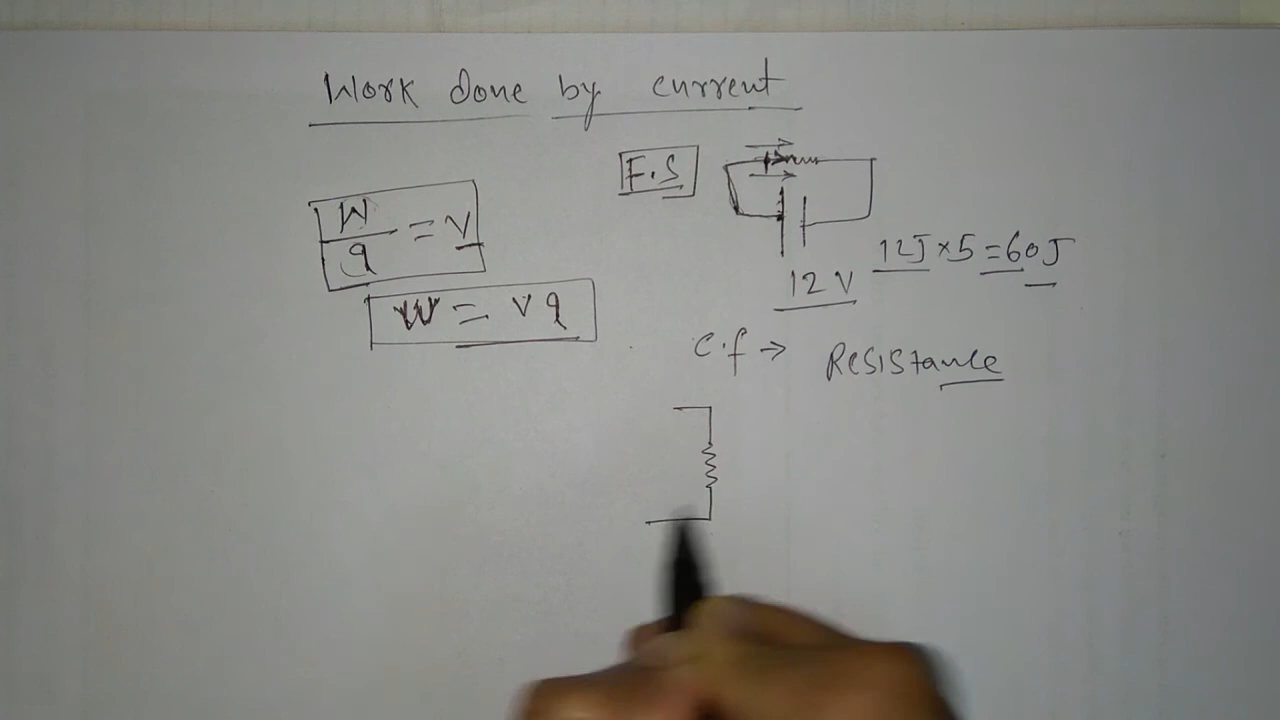 Work done by current
F.S
W/q = V
12J×5=60J
12 V
W = Vq
C.f → Resistance